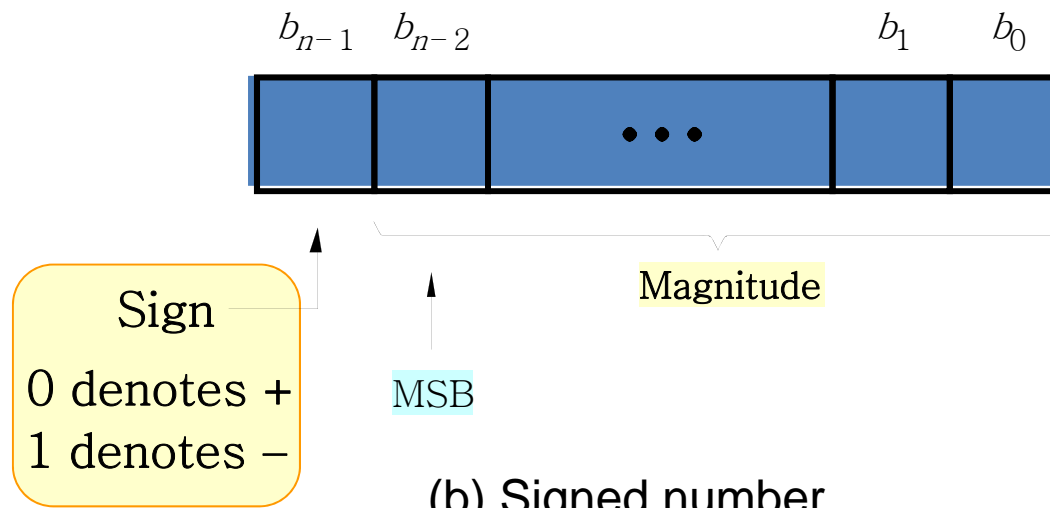 b_{n-1} b_{n-2} b_1 b_0
•••
Magnitude
Sign
0 denotes +
1 denotes –
MSB
(b) Signed number